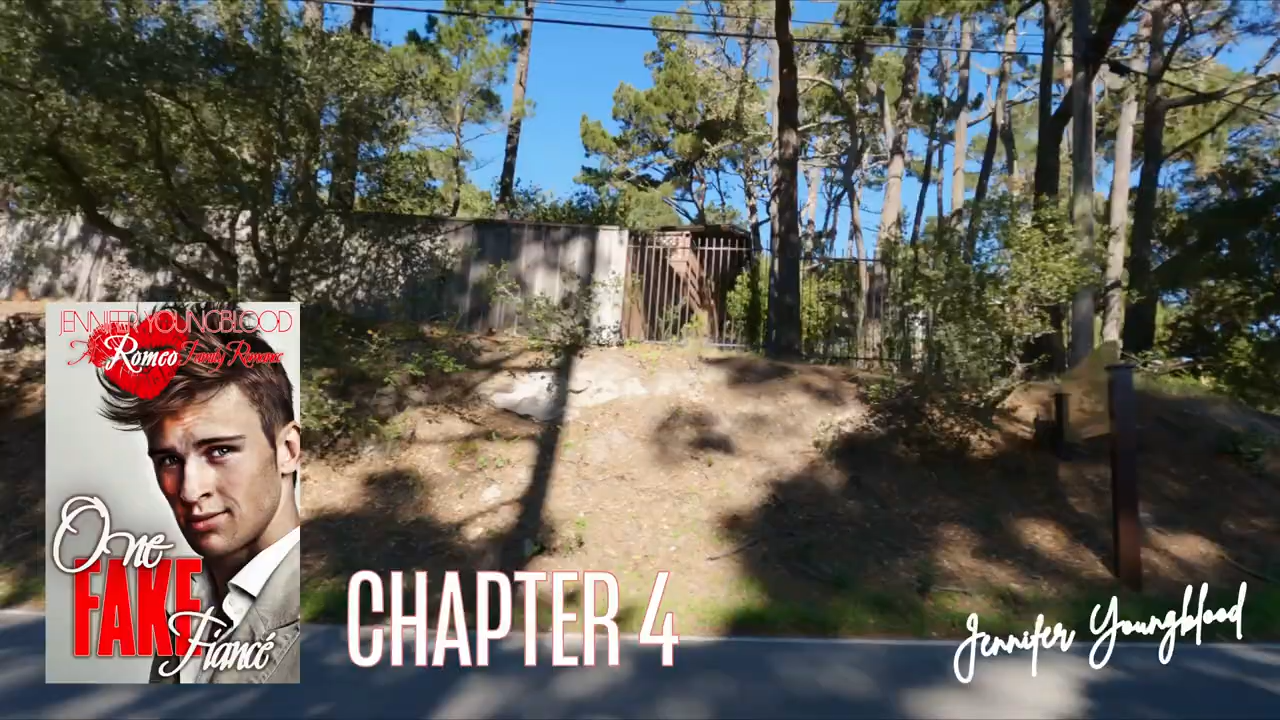 JENNIFER YOUNGBLOOD
A Romeo Family Romance
One
FAKE
Fiancé
CHAPTER 4
Jennifer Youngblood